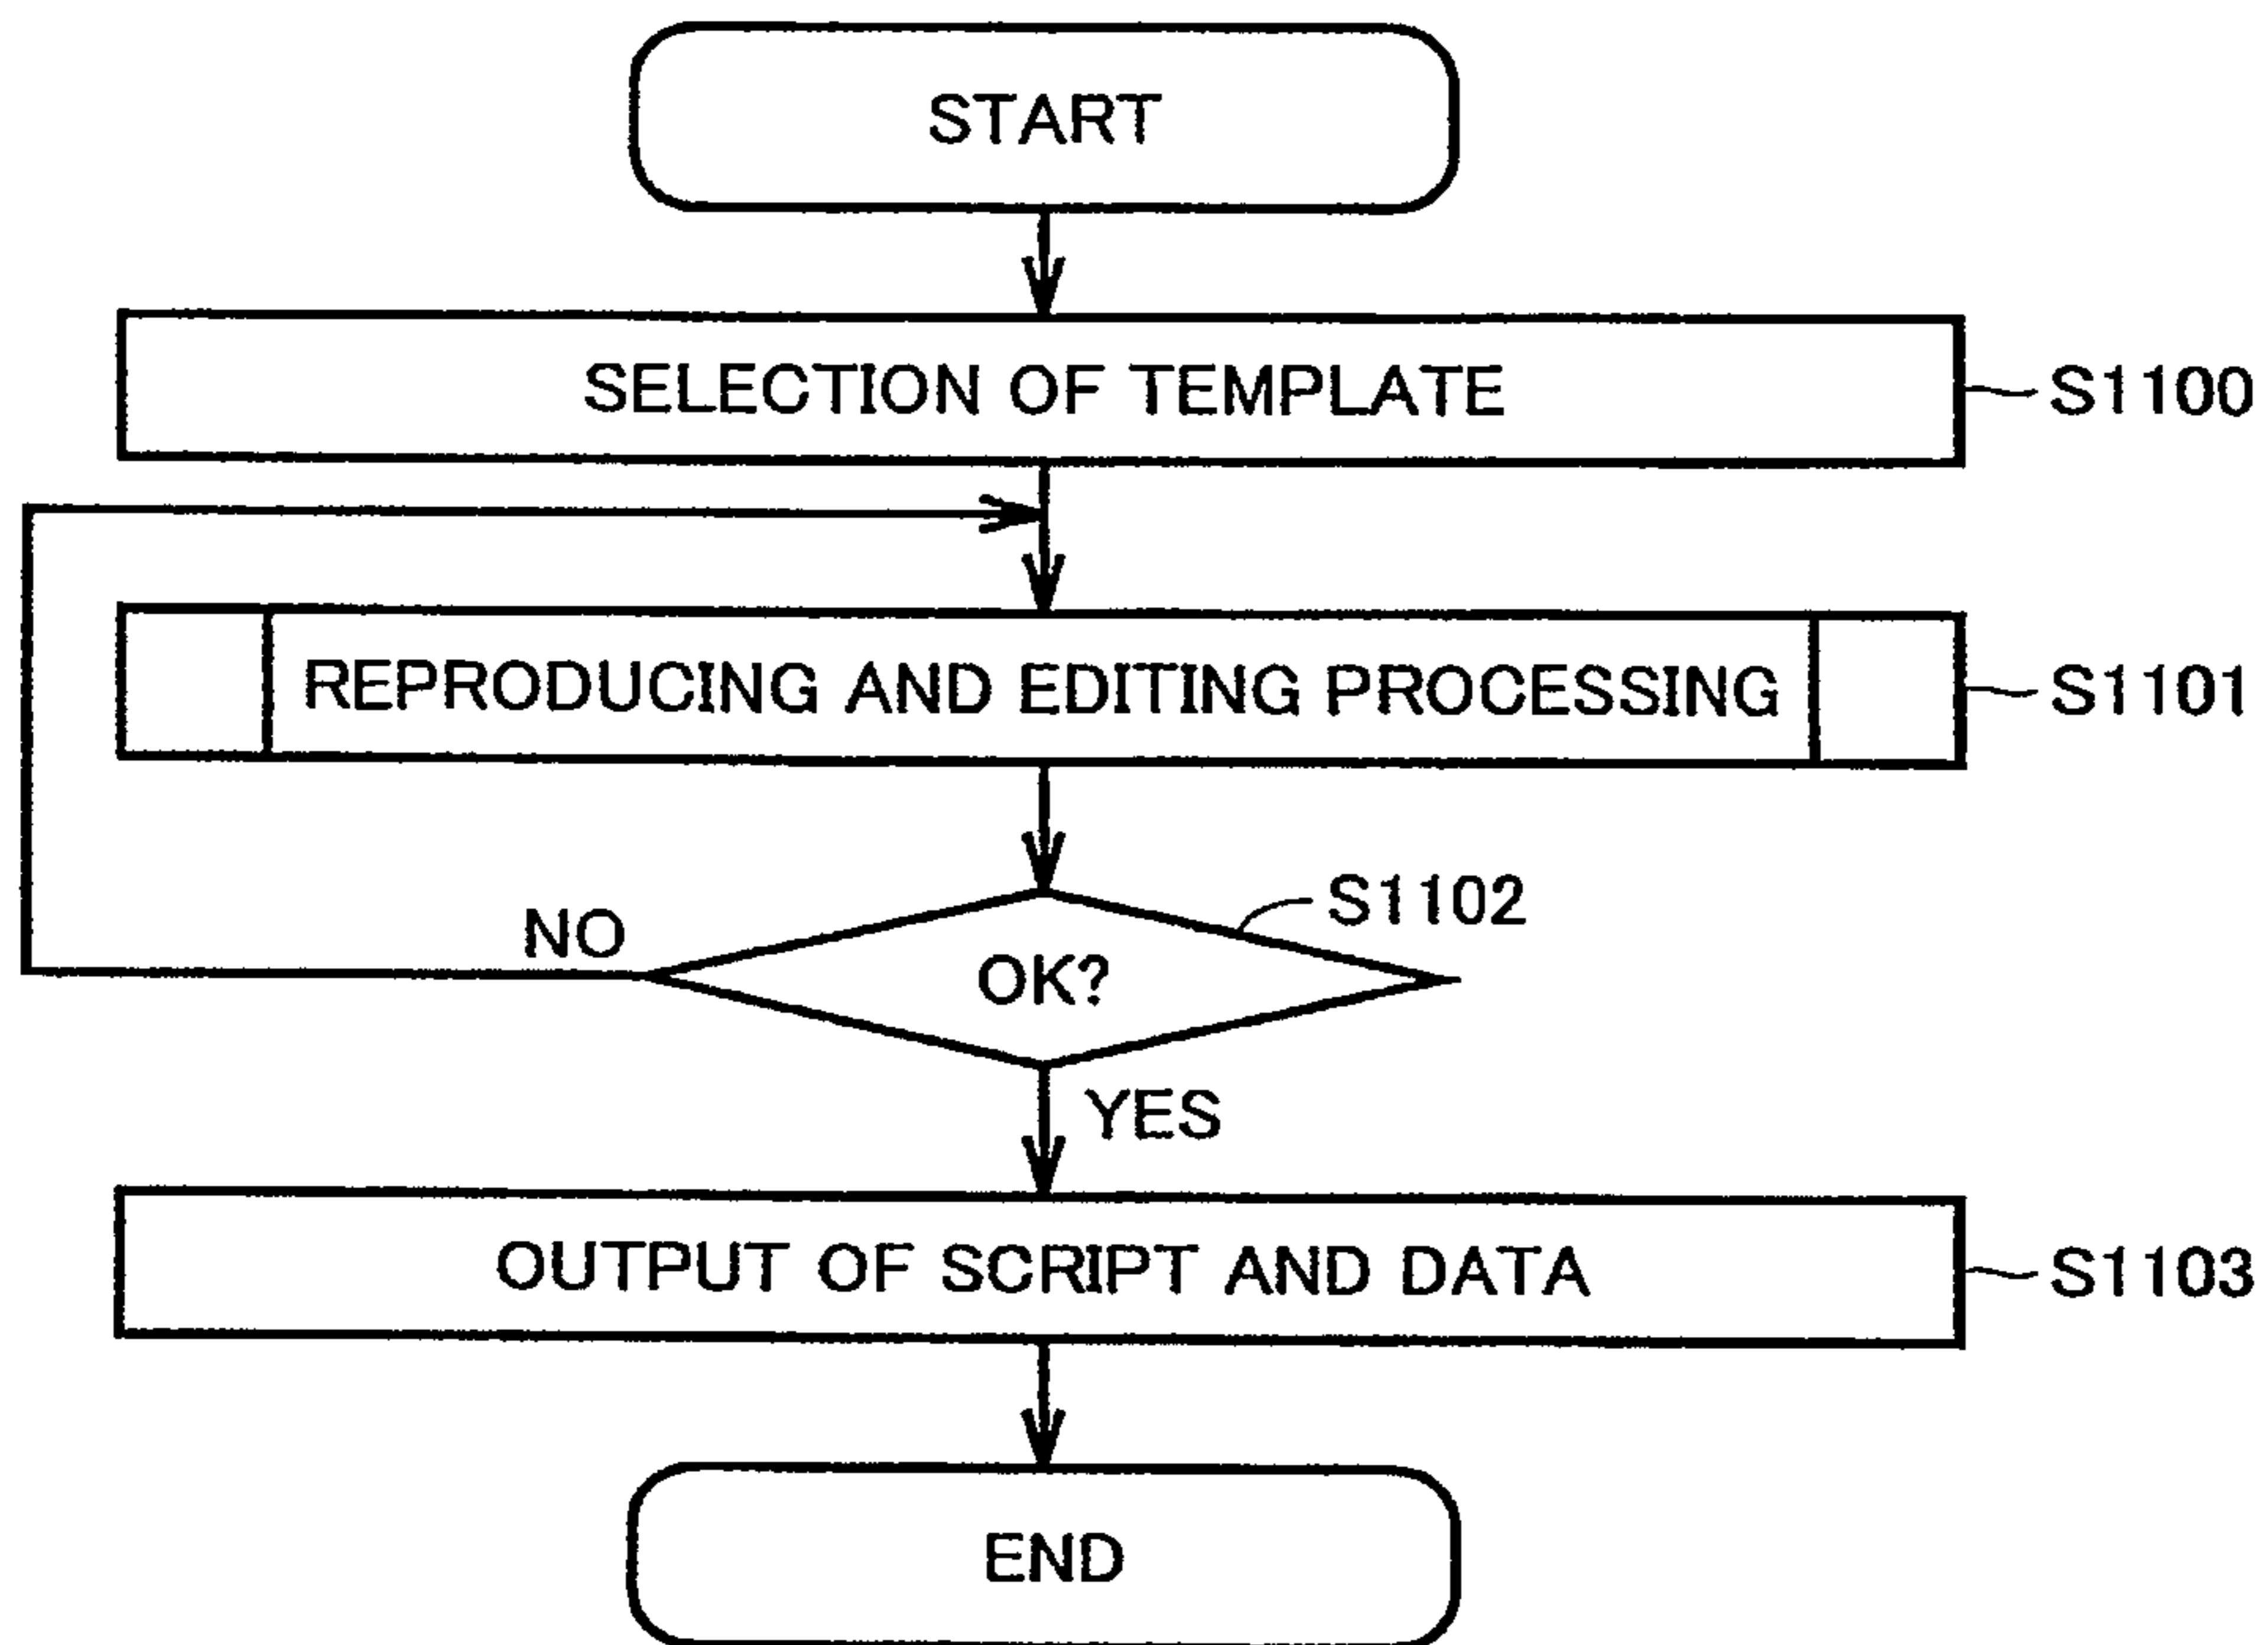 START
SELECTION OF TEMPLATE
S1100
REPRODUCING AND EDITING PROCESSING
S1101
S1102
NO
OK?
YES
OUTPUT OF SCRIPT AND DATA
S1103
END